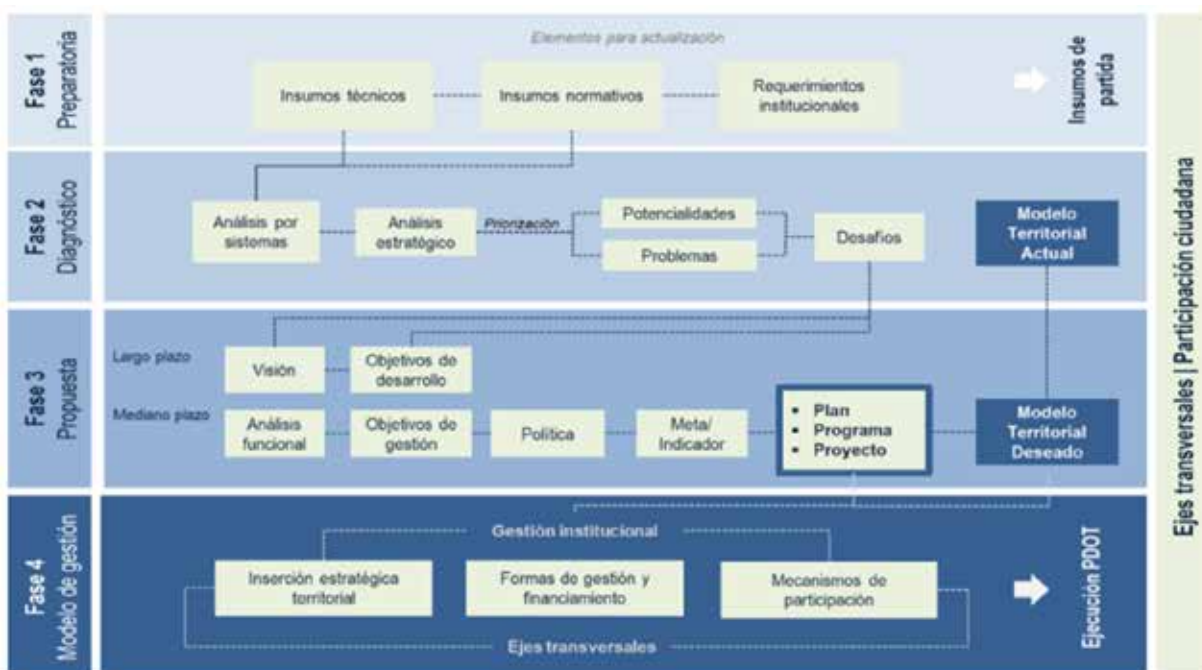 Fase 1
Preparatoria
Elementos para actualización
Insumos técnicos
Insumos normativos
Requerimientos
institucionales
Insumos de
partida
Fase 2
Diagnóstico
Análisis por
sistemas
Análisis
estratégico
Priorización
Potencialidades
Problemas
Desafíos
Modelo
Territorial
Actual
Fase 3
Propuesta
Largo plazo
Visión
Objetivos de
desarrollo
Mediano plazo
Análisis
funcional
Objetivos de
gestión
Política
Meta/
Indicador
▪ Plan
▪ Programa
▪ Proyecto
Modelo
Territorial
Deseado
Fase 4
Modelo de gestión
Gestión institucional
Inserción estratégica
territorial
Formas de gestión y
financiamiento
Mecanismos de
participación
Ejes transversales
Ejecución PDOT
Ejes transversales | Participación ciudadana